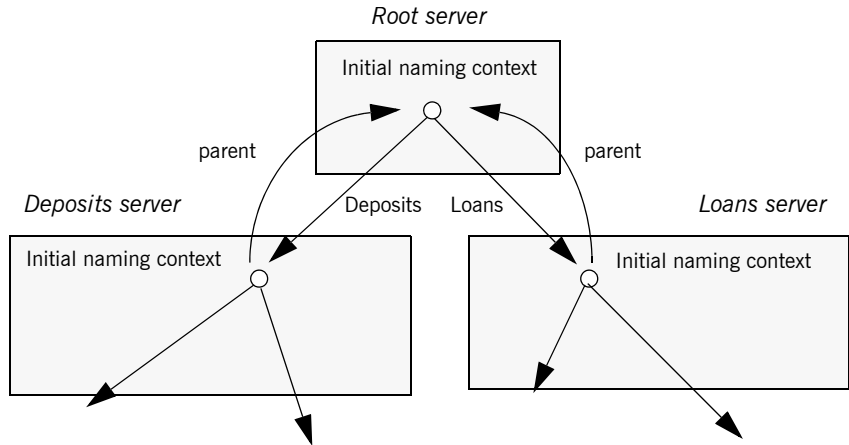 Root server
Initial naming context
parent
parent
Deposits server
Deposits
Loans
Loans server
Initial naming context
Initial naming context